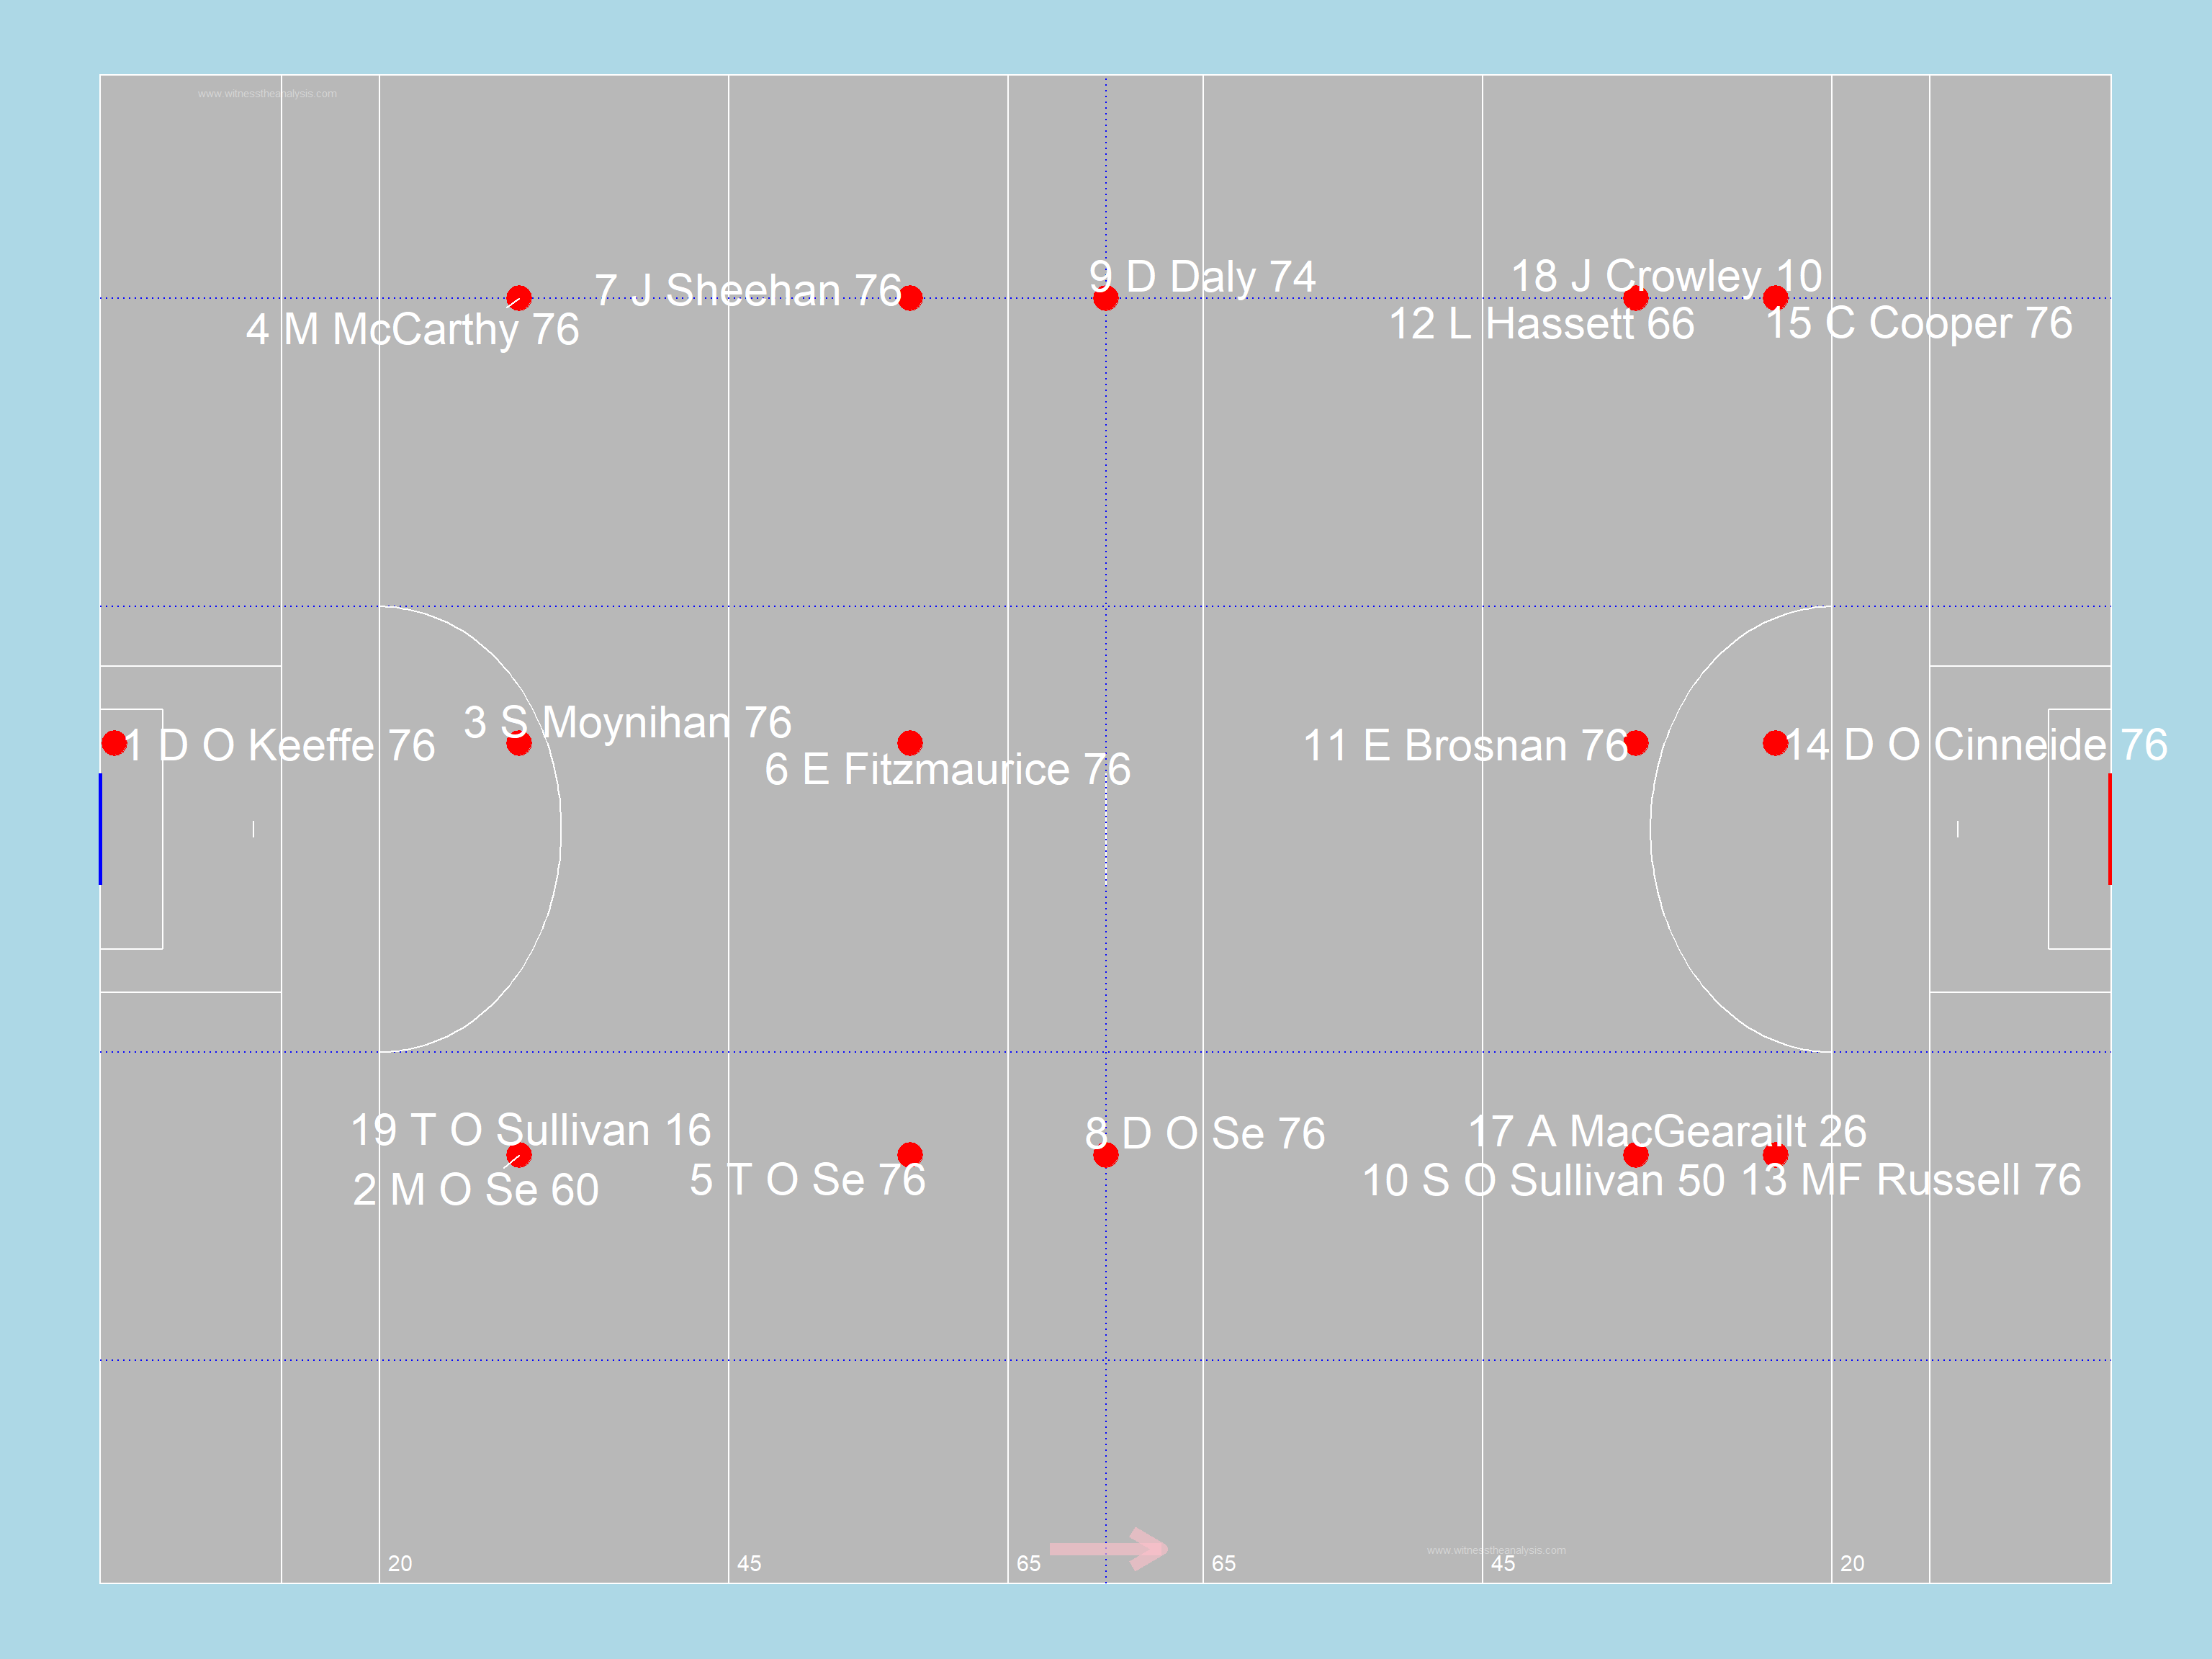 www.witnesstheanalysis.com
9 D Daly 74
18 J Crowley 10
7 J Sheehan 76
4 M McCarthy 76
12 L Hassett 66
15 C Cooper 76
3 S Moynihan 76
1 D O Keeffe 76
11 E Brosnan 76
14 D O Cinneide 76
6 E Fitzmaurice 76
19 T O Sullivan 16
8 D O Se 76
17 A MacGearailt 26
2 M O Se 60
5 T O Se 76
10 S O Sullivan 50
13 MF Russell 76
www.witnesstheanalysis.com
20
45
65
65
45
20